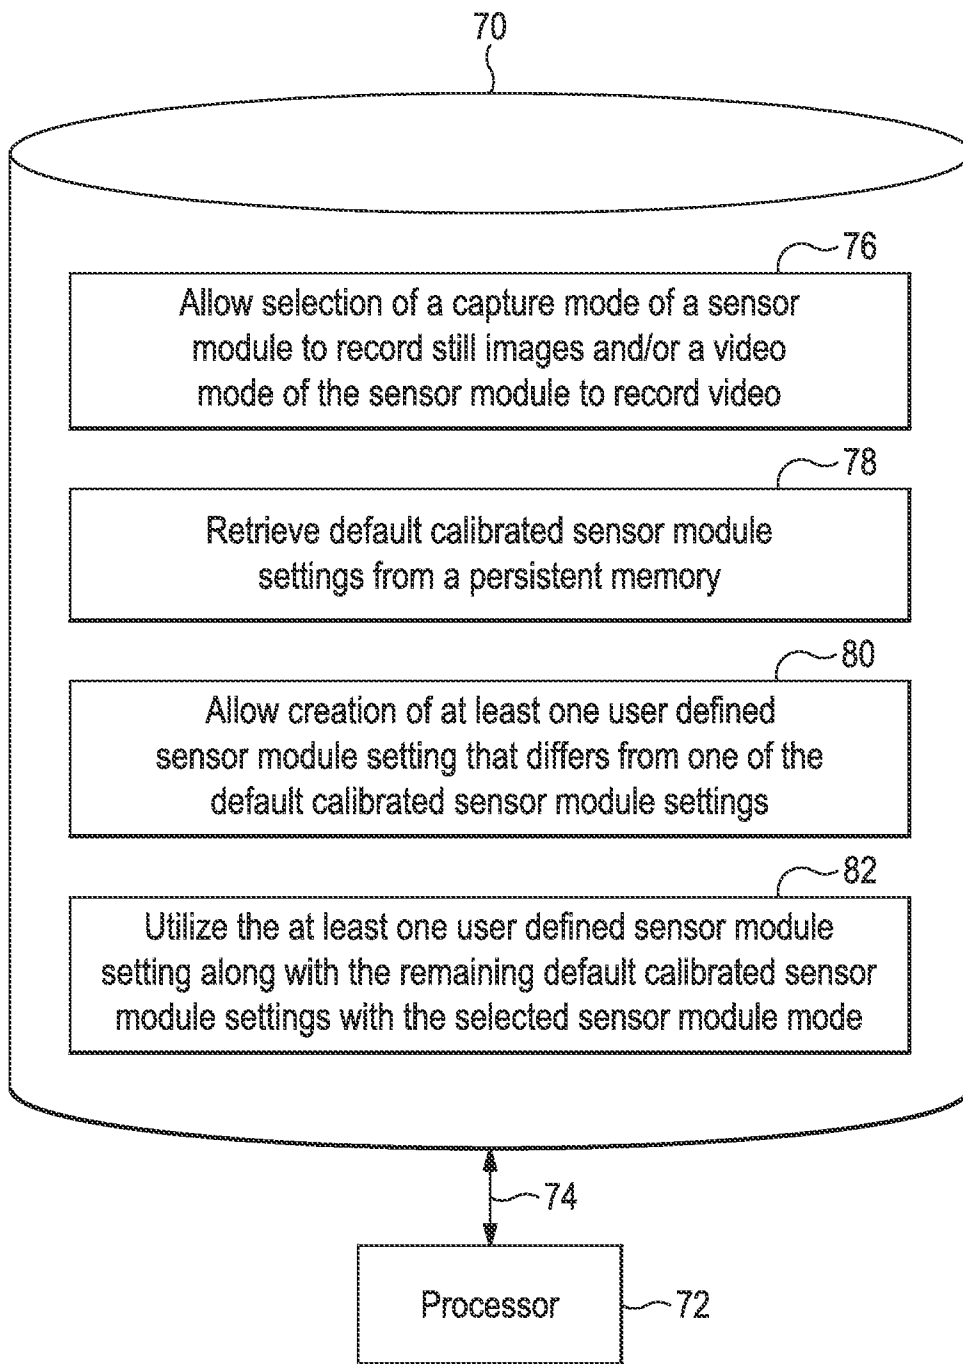 70
76
Allow selection of a capture mode of a sensor
module to record still images and/or a video
mode of the sensor module to record video
78
Retrieve default calibrated sensor module
settings from a persistent memory
80
Allow creation of at least one user defined
sensor module setting that differs from one of the
default calibrated sensor module settings
82
Utilize the at least one user defined sensor module
setting along with the remaining default calibrated sensor
module settings with the selected sensor module mode
74
Processor
72